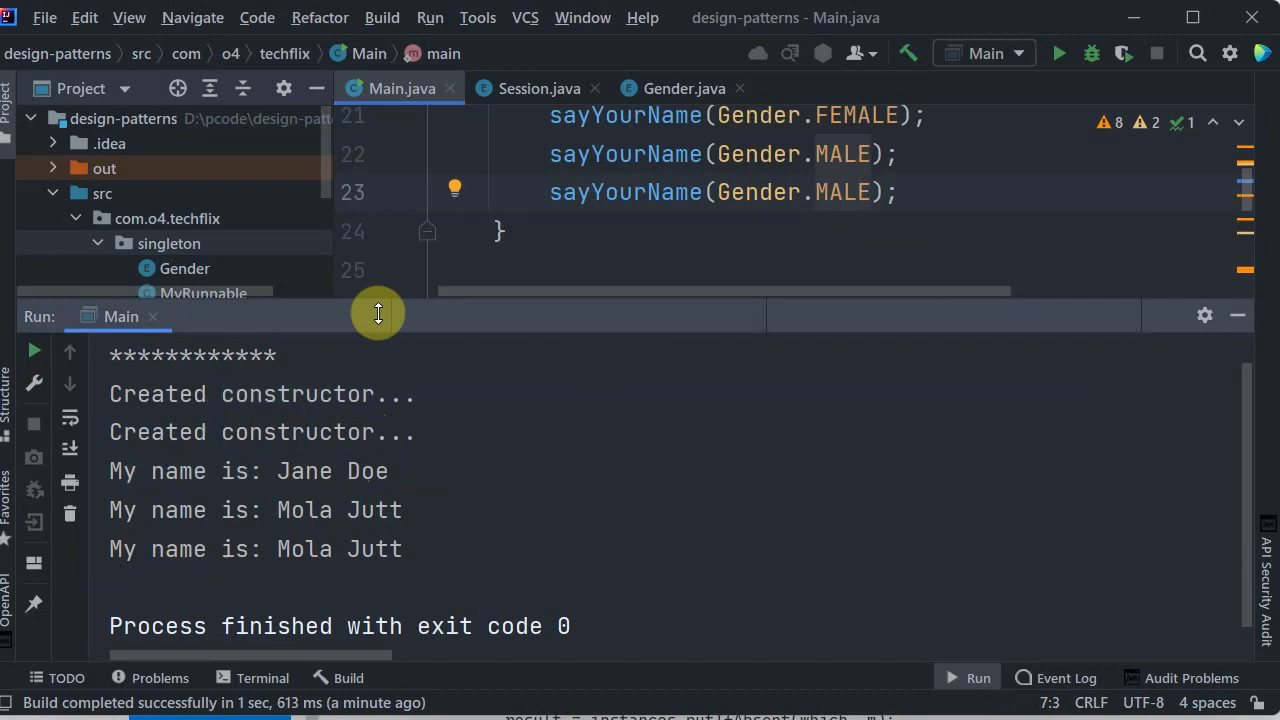 File Edit View Navigate Code Refactor Build Run Tools VCS Window Help design-patterns - Main.java
design-patterns src com o4 techflix Main main Main
Project Main.java Session.java Gender.java
Project
design-patterns D:\pcode\design-patt
.idea
out
src
com.o4.techflix
singleton
Gender
MyRunnable
21 sayYourName(Gender.FEMALE);
22 sayYourName(Gender.MALE);
23 sayYourName(Gender.MALE);
24 }
25
8 2 1
Run: Main
************
Created constructor...
Created constructor...
My name is: Jane Doe
My name is: Mola Jutt
My name is: Mola Jutt
Process finished with exit code 0
Structure
Favorites
OpenAPI
API Security Audit
TODO Problems Terminal Build Run Event Log Audit Problems
Build completed successfully in 1 sec, 613 ms (a minute ago) 7:3 CRLF UTF-8 4 spaces